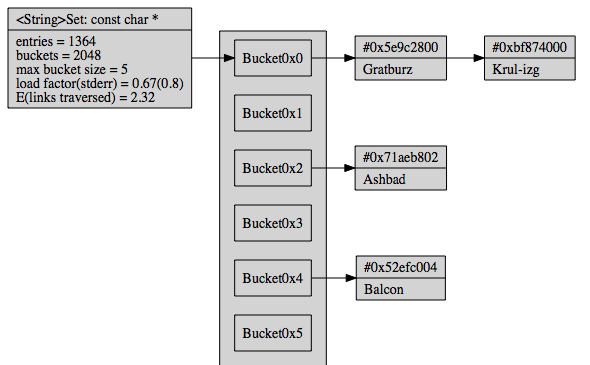 <String>Set: const char *
entries = 1364
buckets = 2048
max bucket size = 5
load factor(stderr) = 0.67(0.8)
E(links traversed) = 2.32
Bucket0x0
#0x5e9c2800
Gratburz
#0xbf874000
Krul-izg
Bucket0x1
Bucket0x2
#0x71aeb802
Ashbad
Bucket0x3
Bucket0x4
#0x52efc004
Balcon
Bucket0x5